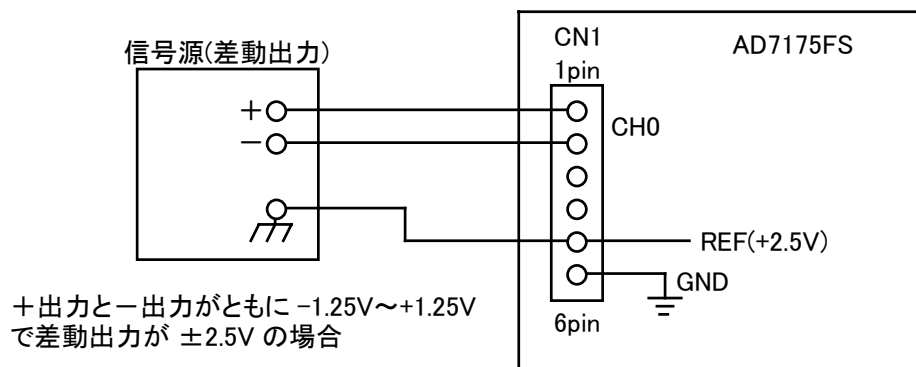 信号源(差動出力)
+
-
CN1
1pin
AD7175FS
CH0
REF(+2.5V)
GND
6pin
+出力と-出力がともに -1.25V~+1.25V
で差動出力が ±2.5V の場合